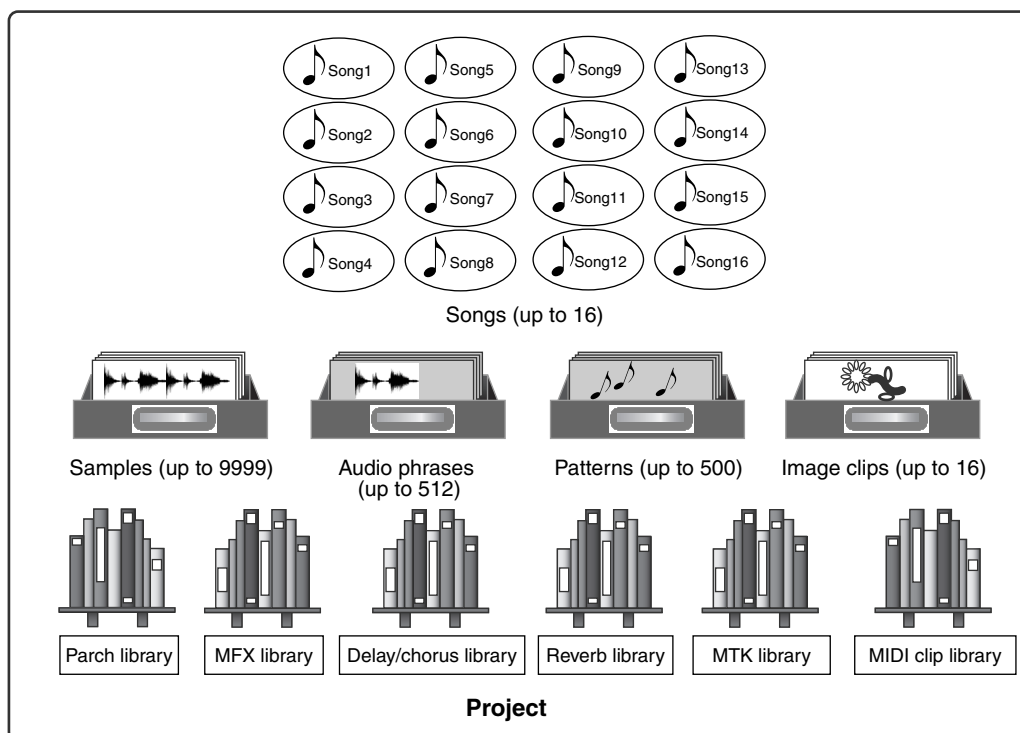 Song1 Song5 Song9 Song13
Song2 Song6 Song10 Song14
Song3 Song7 Song11 Song15
Song4 Song8 Song12 Song16
Songs (up to 16)
Samples (up to 9999) Audio phrases Patterns (up to 500) Image clips (up to 16)
(up to 512)
Parch library MFX library Delay/chorus library Reverb library MTK library MIDI clip library
Project